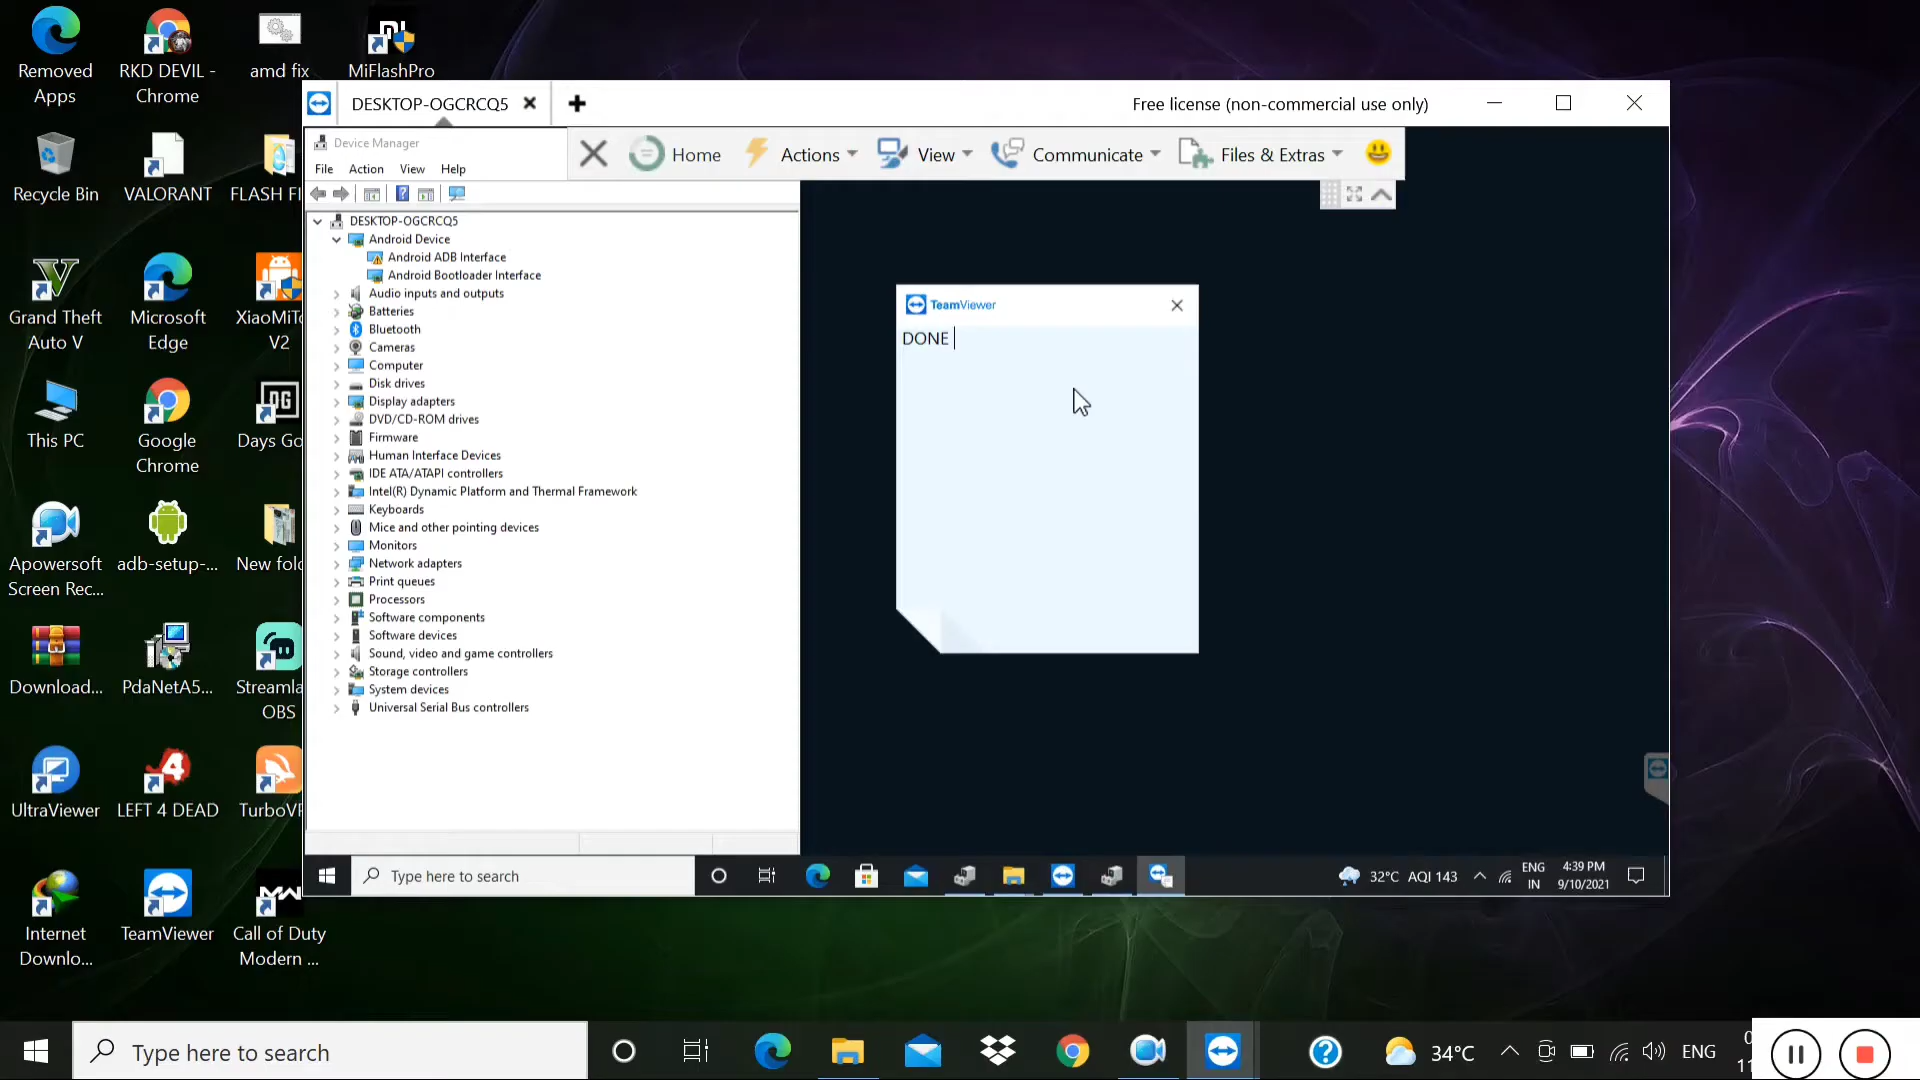 Removed
Apps
RKD DEVIL -
Chrome
amd fix
MiFlashPro
Recycle Bin
VALORANT
FLASH FI
Grand Theft
Auto V
Microsoft
Edge
XiaoMiTo
V2
This PC
Google
Chrome
Days Go
Apowersoft
Screen Rec...
adb-setup-...
New fold
Download...
PdaNetA5...
Streamla
OBS
UltraViewer
LEFT 4 DEAD
TurboVP
Internet
Downlo...
TeamViewer
Call of Duty
Modern ...
DESKTOP-OGCRCQ5
Free license (non-commercial use only)
Device Manager
File Action View Help
Home
Actions
View
Communicate
Files & Extras
DESKTOP-OGCRCQ5
Android Device
Android ADB Interface
Android Bootloader Interface
Audio inputs and outputs
Batteries
Bluetooth
Cameras
Computer
Disk drives
Display adapters
DVD/CD-ROM drives
Firmware
Human Interface Devices
IDE ATA/ATAPI controllers
Intel(R) Dynamic Platform and Thermal Framework
Keyboards
Mice and other pointing devices
Monitors
Network adapters
Print queues
Processors
Software components
Software devices
Sound, video and game controllers
Storage controllers
System devices
Universal Serial Bus controllers
TeamViewer
DONE
Type here to search
32°C AQI 143
ENG
IN
4:39 PM
9/10/2021
Type here to search
34°C
ENG